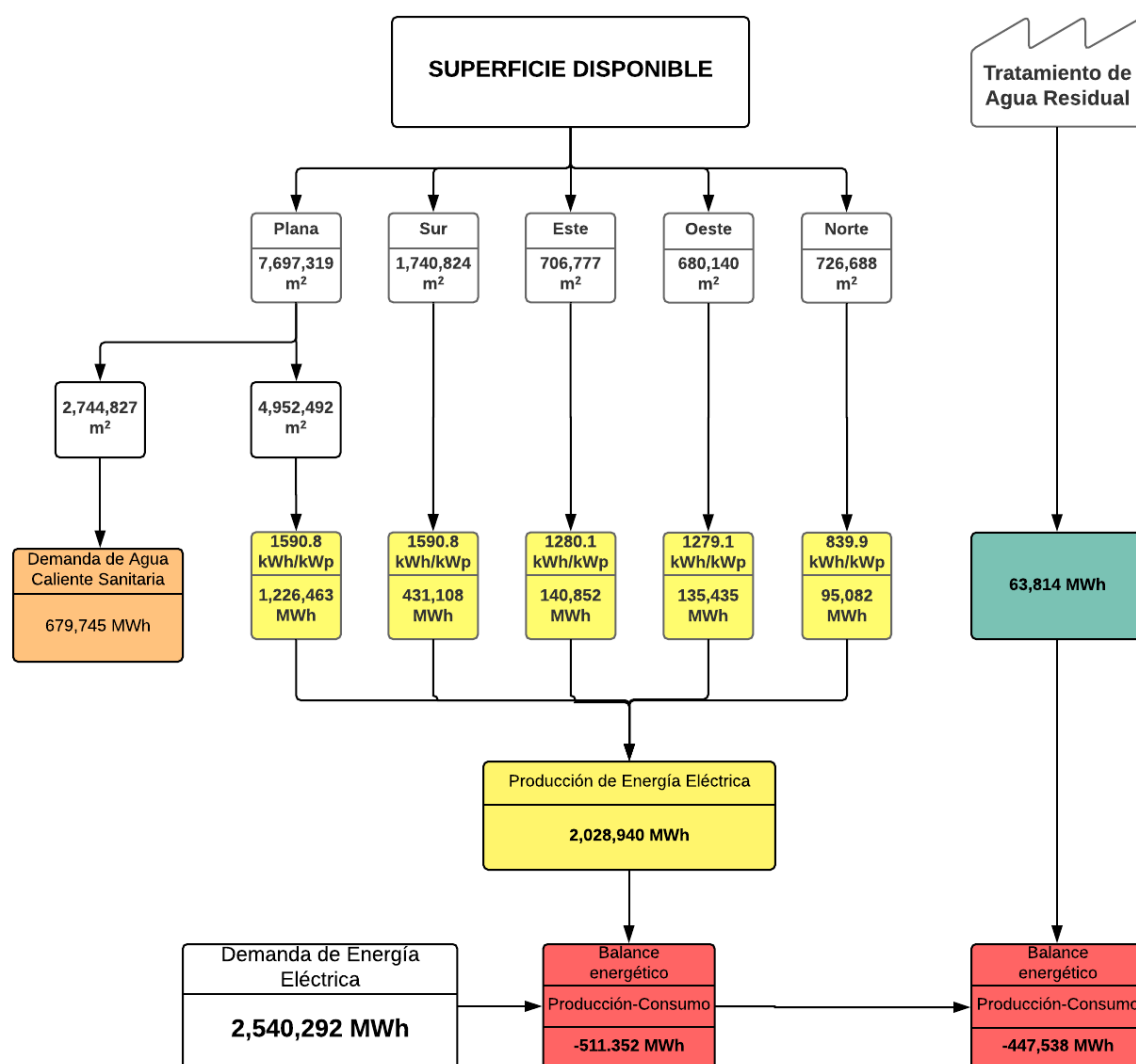 SUPERFICIE DISPONIBLE
Tratamiento de
Agua Residual
Plana
7,697,319
m²
Sur
1,740,824
m²
Este
706,777
m²
Oeste
680,140
m²
Norte
726,688
m²
2,744,827
m²
4,952,492
m²
Demanda de Agua
Caliente Sanitaria
679,745 MWh
1590.8
kWh/kWp
1,226,463
MWh
1590.8
kWh/kWp
431,108
MWh
1280.1
kWh/kWp
140,852
MWh
1279.1
kWh/kWp
135,435
MWh
839.9
kWh/kWp
95,082
MWh
63,814 MWh
Producción de Energía Eléctrica
2,028,940 MWh
Demanda de Energía
Eléctrica
2,540,292 MWh
Balance
energético
Producción-Consumo
-511.352 MWh
Balance
energético
Producción-Consumo
-447,538 MWh